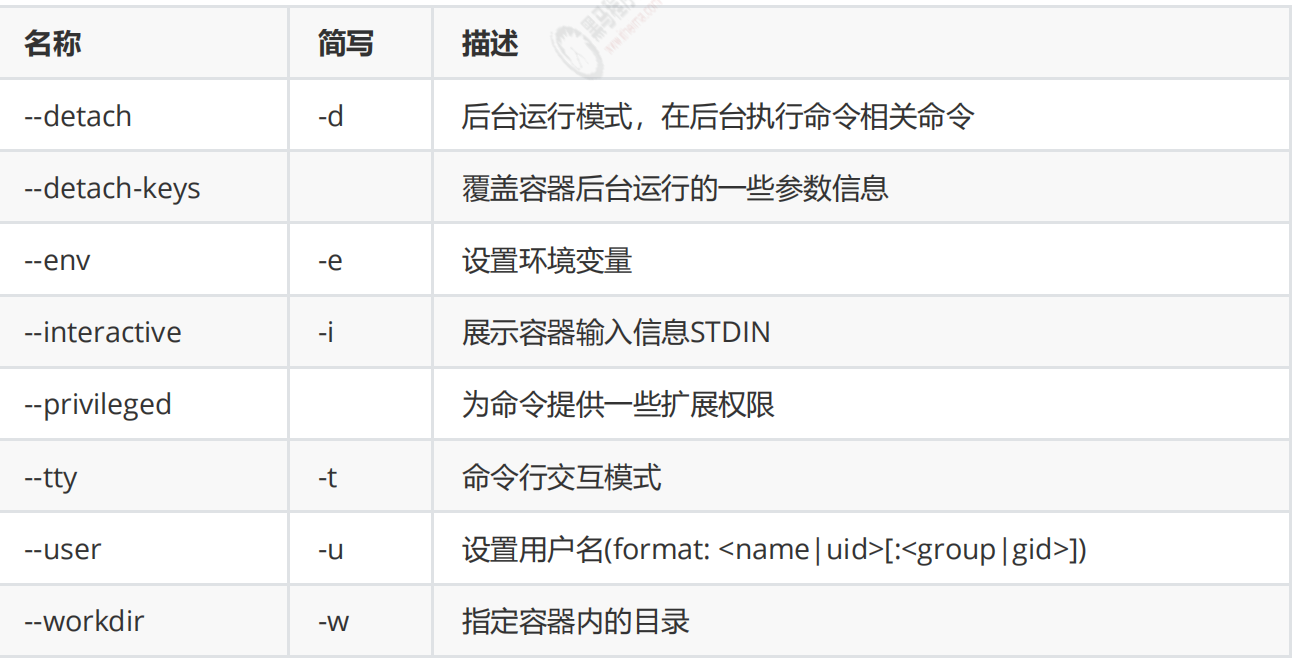 名称 简写 描述
--detach -d 后台运行模式，在后台执行命令相关命令
--detach-keys 覆盖容器后台运行的一些参数信息
--env -e 设置环境变量
--interactive -i 展示容器输入信息STDIN
--privileged 为命令提供一些扩展权限
--tty -t 命令行交互模式
--user -u 设置用户名(format: <name|uid>[:<group|gid>])
--workdir -w 指定容器内的目录